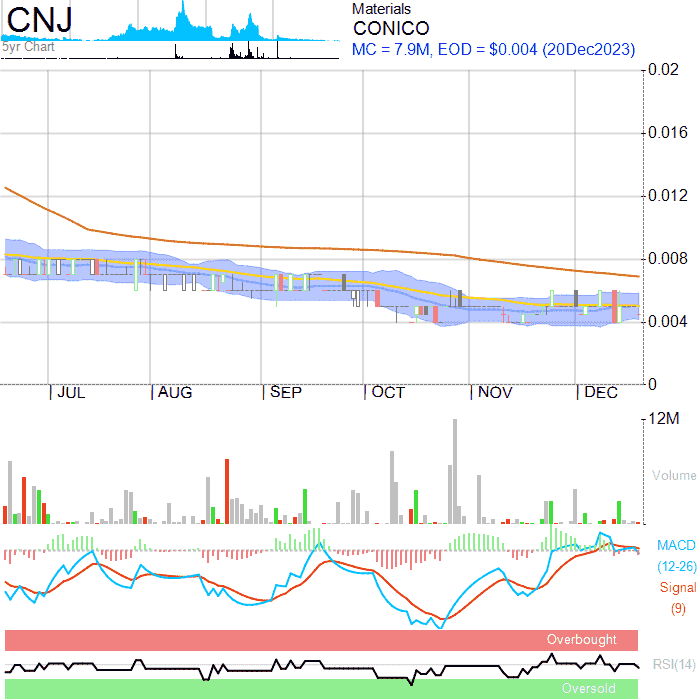 CNJ
5yr Chart
Materials
CONICO
MC = 7.9M, EOD = $0.004 (20Dec2023)
0.02
0.016
0.012
0.008
0.004
0
JUL AUG SEP OCT NOV DEC
12M
Volume
MACD
(12-26)
Signal
(9)
Overbought
RSI(14)
Oversold